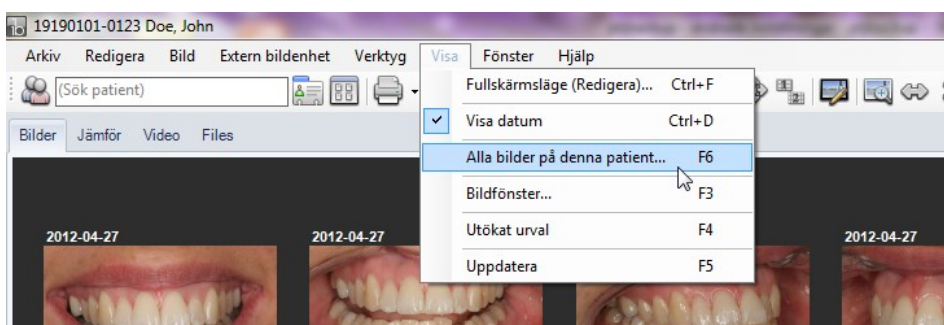 19190101-0123 Doe, John
Arkiv Redigera Bild Extern bildenhet Verktyg Visa Fönster Hjälp
(Sök patient)
Fullskärmsläge (Redigera)... Ctrl+F
Visa datum Ctrl+D
Alla bilder på denna patient... F6
Bildfönster... F3
Utökat urval F4
Uppdatera F5
Bilder Jämför Video Files
2012-04-27 2012-04-27 2012-04-27